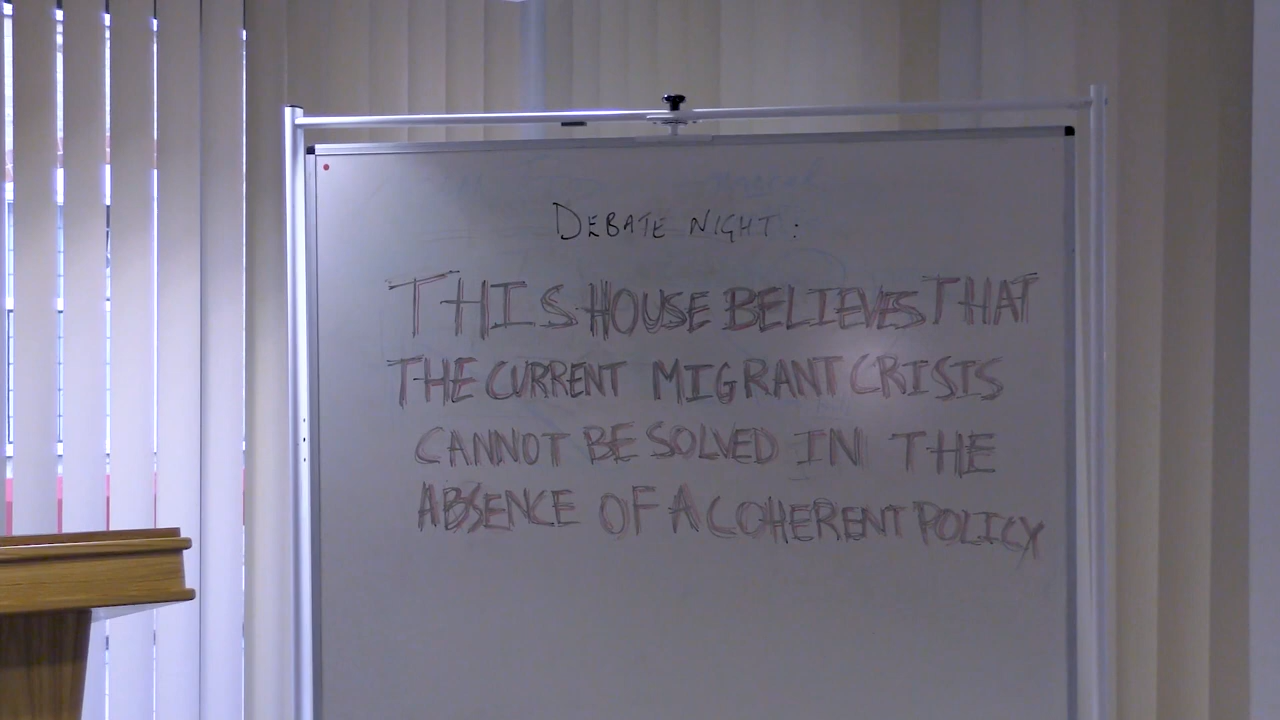 DEBATE NIGHT:
THIS HOUSE BELIEVES THAT
THE CURRENT MIGRANT CRISIS
CANNOT BE SOLVED IN THE
ABSENCE OF A COHERENT POLICY